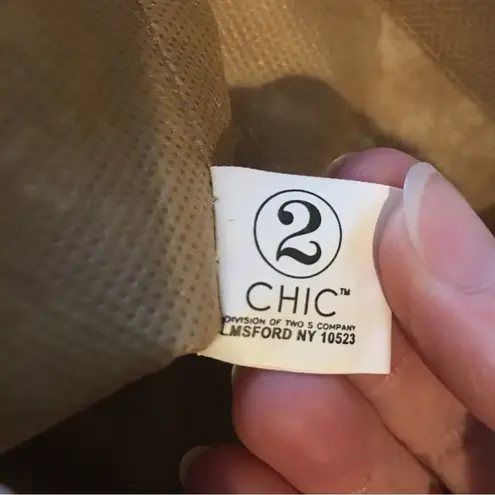 2
CHIC™
DIVISION OF TWO S COMPANY
LMSFORD NY 10523